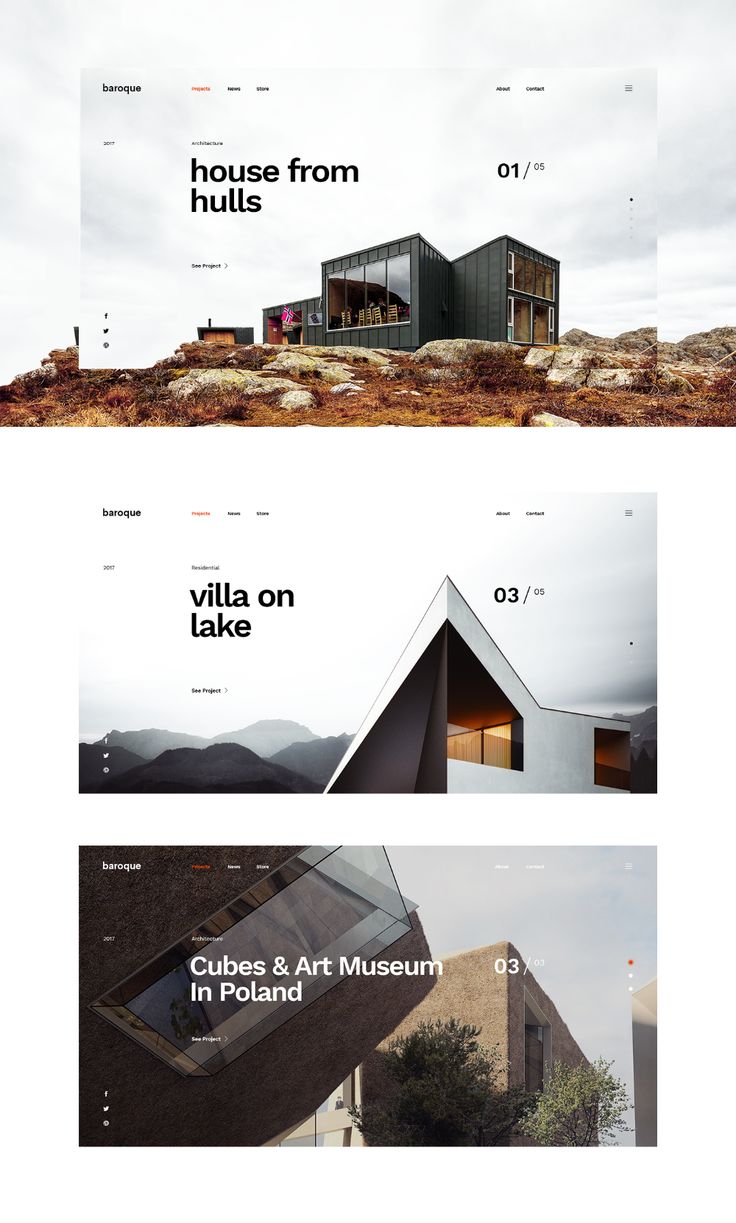 baroque
Projects News Store
About Contact
2017
Architecture
house from
hulls
01 / 05
See Project
baroque
Projects News Store
About Contact
2017
Residential
villa on
lake
03 / 05
See Project
baroque
Projects News Store
About Contact
2017
Architecture
Cubes & Art Museum
In Poland
03 / 03
See Project